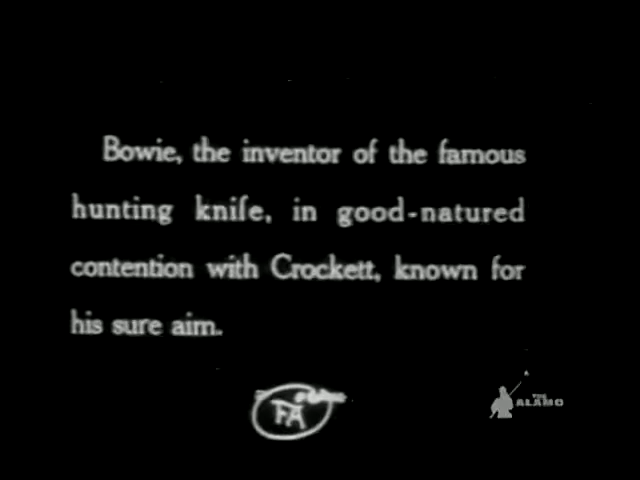 Bowie, the inventor of the famous
hunting knife, in good-natured
contention with Crockett, known for
his sure aim.
FA
THE
ALAMO